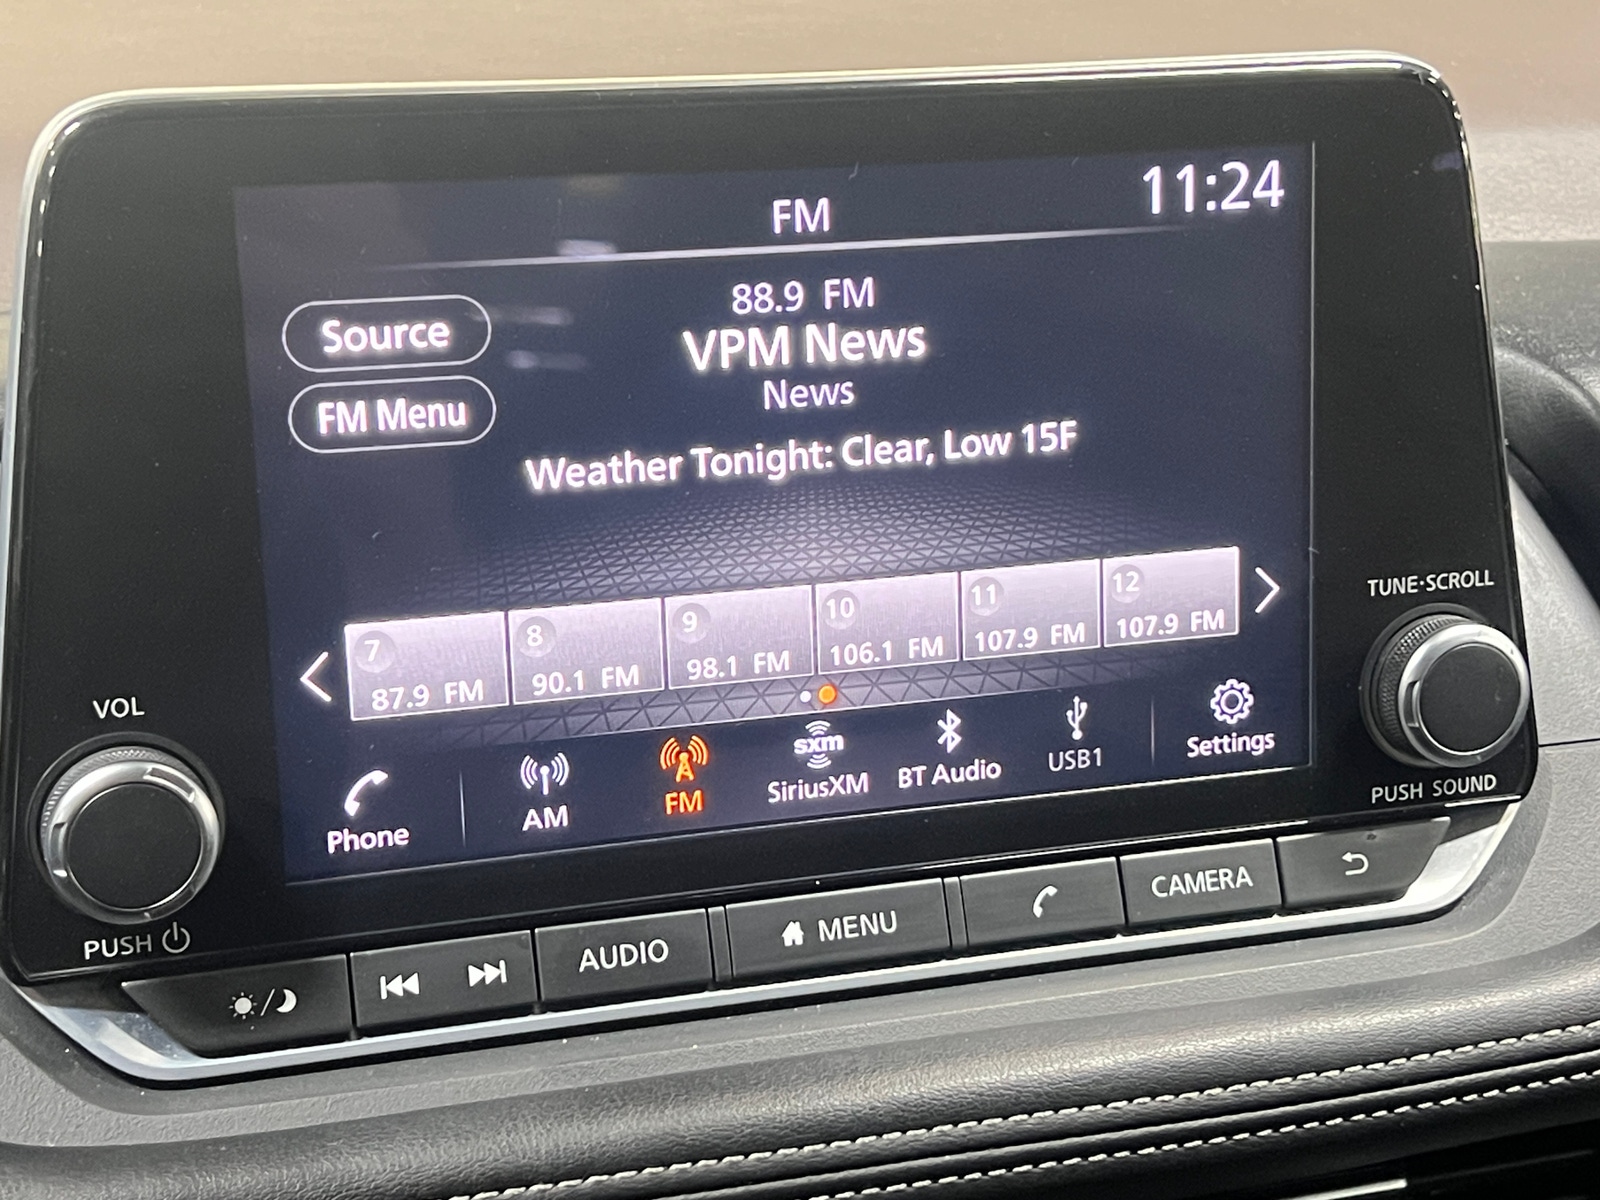 FM
11:24
88.9 FM
VPM News
News
Weather Tonight: Clear, Low 15F
Source
FM Menu
7
87.9 FM
8
90.1 FM
9
98.1 FM
10
106.1 FM
11
107.9 FM
12
107.9 FM
Phone
AM
FM
sxm
SiriusXM
BT Audio
USB1
Settings
VOL
PUSH
TUNE·SCROLL
PUSH SOUND
AUDIO
MENU
CAMERA